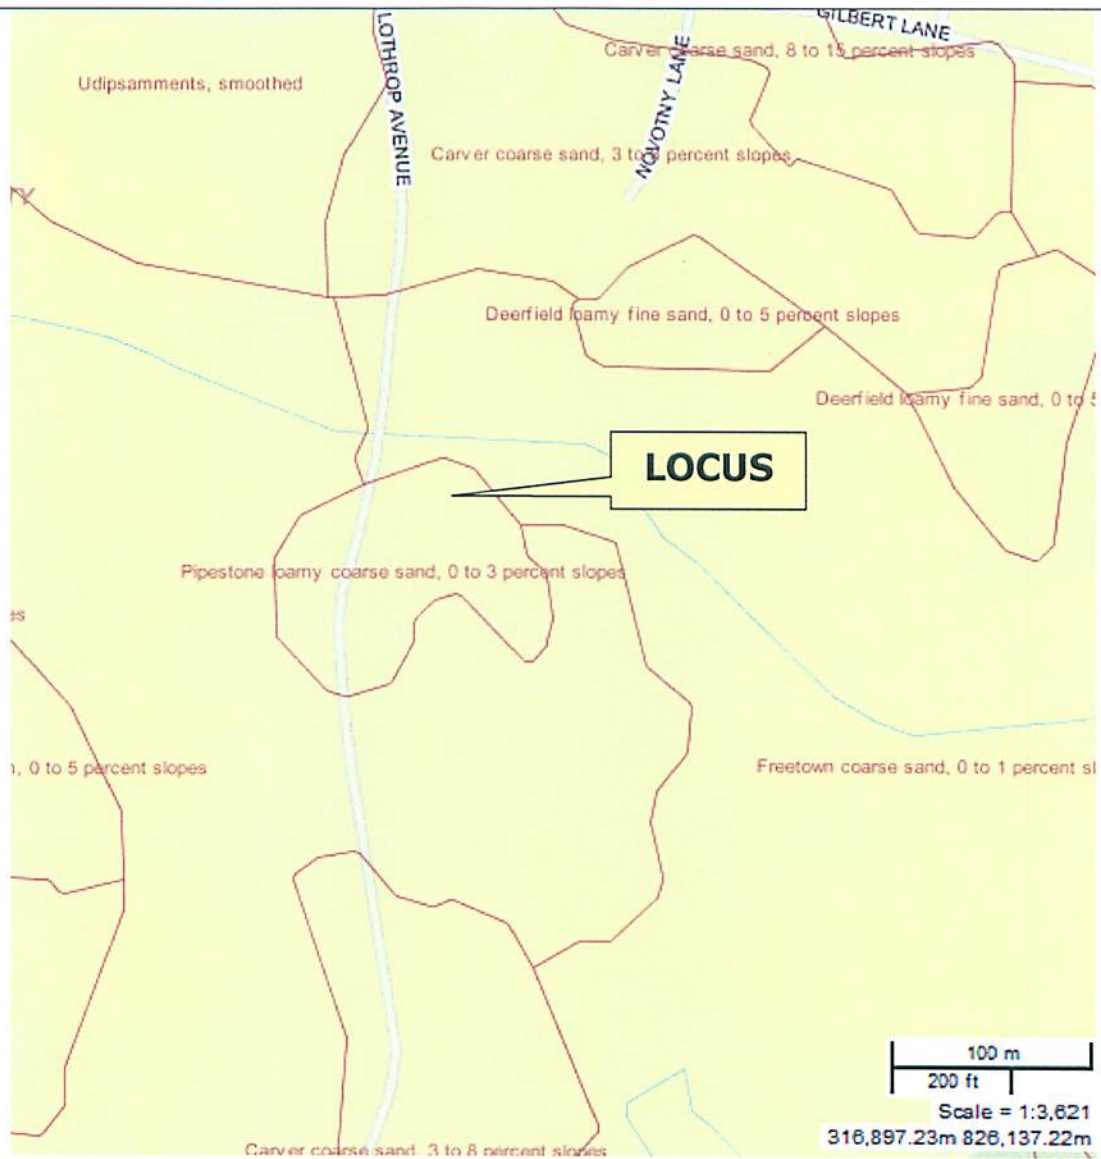 GILBERT LANE
LOTHROP AVENUE
NOVOTNY LANE
Carver coarse sand, 8 to 15 percent slopes
Udipsamments, smoothed
Carver coarse sand, 3 to 8 percent slopes
Deerfield loamy fine sand, 0 to 5 percent slopes
Deerfield loamy fine sand, 0 to 5
LOCUS
Pipestone loamy coarse sand, 0 to 3 percent slopes
es
, 0 to 5 percent slopes
Freetown coarse sand, 0 to 1 percent sl
100 m
200 ft
Scale = 1:3,621
316,897.23m 826,137.22m
Carver coarse sand, 3 to 8 percent slopes